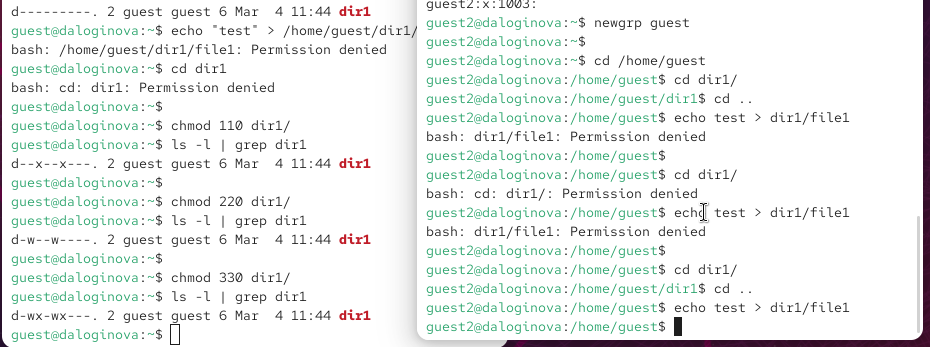 d---------. 2 guest guest 6 Mar  4 11:44 dir1
guest@daloginova:~$ echo "test" > /home/guest/dir1/
bash: /home/guest/dir1/file1: Permission denied
guest@daloginova:~$ cd dir1
bash: cd: dir1: Permission denied
guest@daloginova:~$
guest@daloginova:~$ chmod 110 dir1/
guest@daloginova:~$ ls -l | grep dir1
d--x--x---. 2 guest guest 6 Mar  4 11:44 dir1
guest@daloginova:~$
guest@daloginova:~$ chmod 220 dir1/
guest@daloginova:~$ ls -l | grep dir1
d-w--w----. 2 guest guest 6 Mar  4 11:44 dir1
guest@daloginova:~$
guest@daloginova:~$ chmod 330 dir1/
guest@daloginova:~$ ls -l | grep dir1
d-wx-wx---. 2 guest guest 6 Mar  4 11:44 dir1
guest@daloginova:~$
guest2:x:1003:
guest2@daloginova:~$ newgrp guest
guest2@daloginova:~$
guest2@daloginova:~$ cd /home/guest
guest2@daloginova:/home/guest$ cd dir1/
guest2@daloginova:/home/guest/dir1$ cd ..
guest2@daloginova:/home/guest$ echo test > dir1/file1
bash: dir1/file1: Permission denied
guest2@daloginova:/home/guest$
guest2@daloginova:/home/guest$ cd dir1/
bash: cd: dir1/: Permission denied
guest2@daloginova:/home/guest$ echo test > dir1/file1
bash: dir1/file1: Permission denied
guest2@daloginova:/home/guest$
guest2@daloginova:/home/guest$ cd dir1/
guest2@daloginova:/home/guest/dir1$ cd ..
guest2@daloginova:/home/guest$ echo test > dir1/file1
guest2@daloginova:/home/guest$